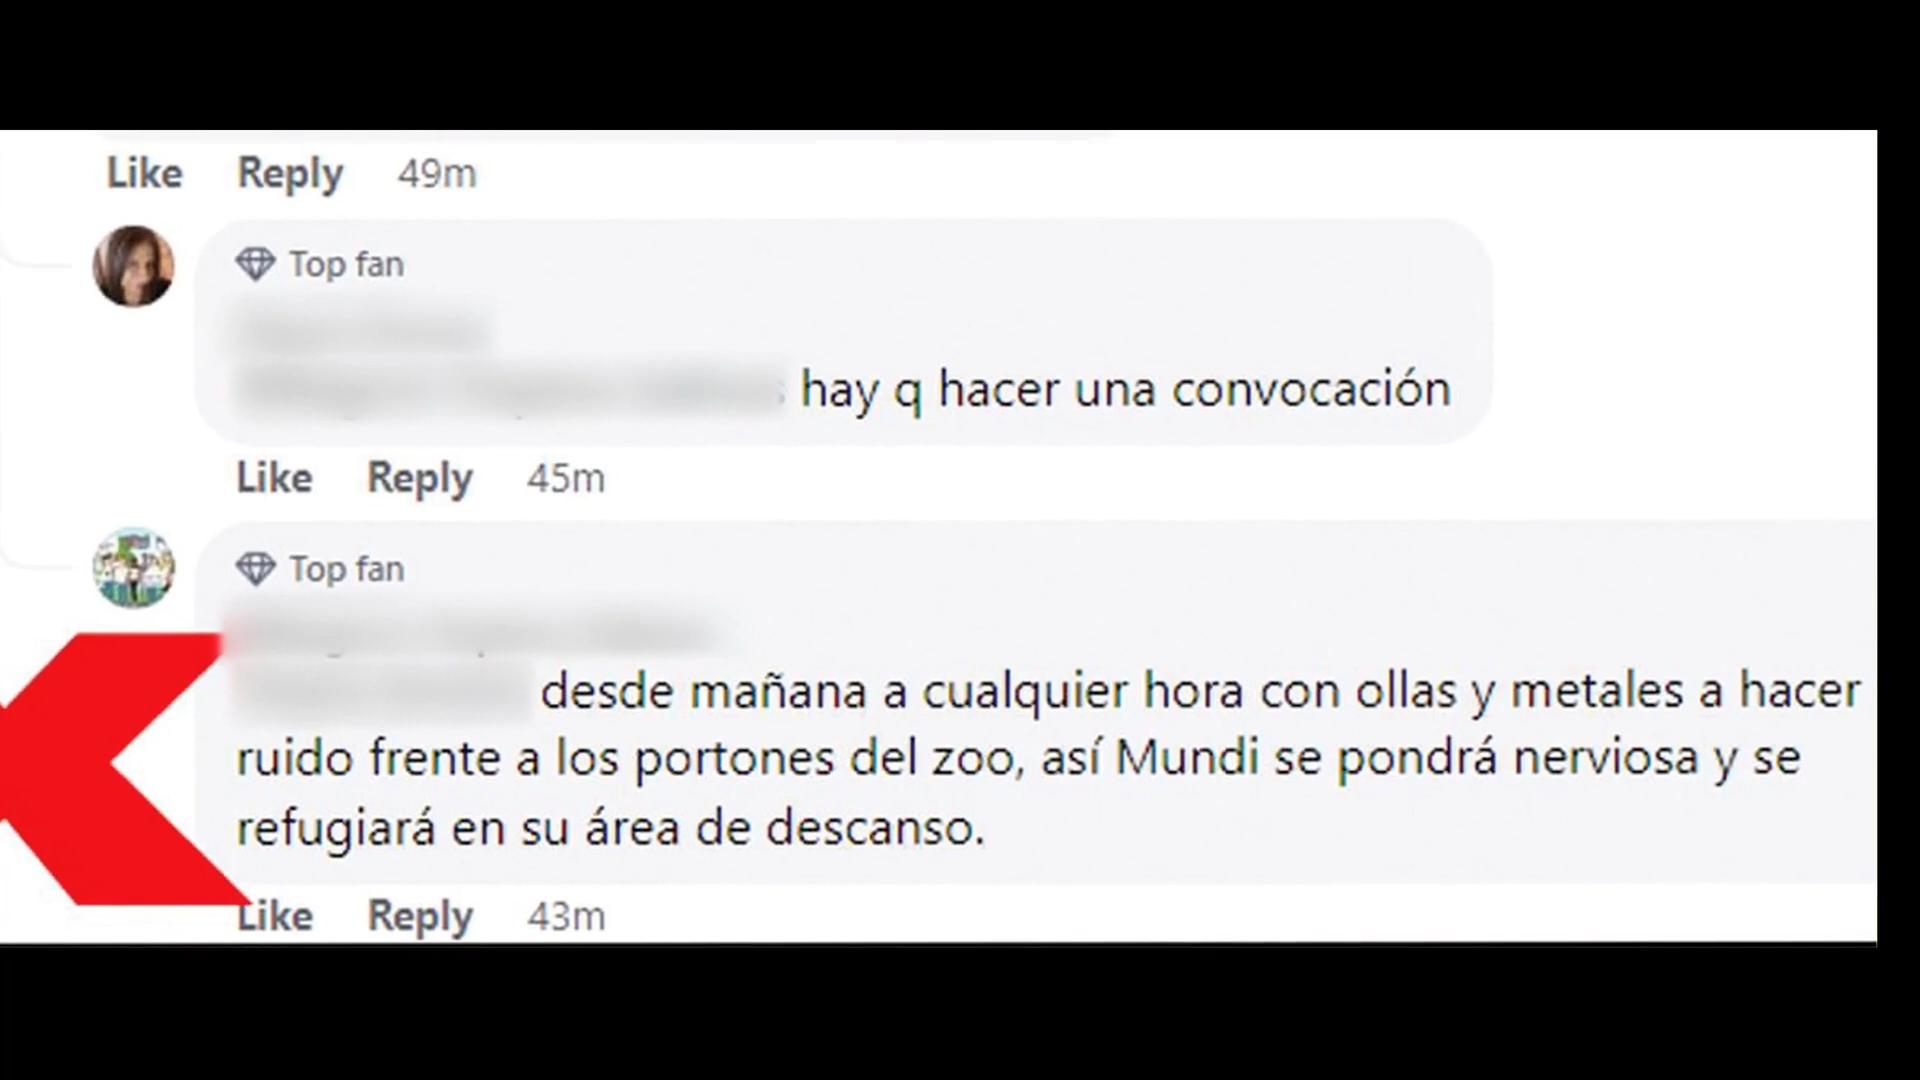 Like Reply 49m
Top fan
hay q hacer una convocación
Like Reply 45m
Top fan
desde mañana a cualquier hora con ollas y metales a hacer
ruido frente a los portones del zoo, así Mundi se pondrá nerviosa y se
refugiará en su área de descanso.
Like Reply 43m